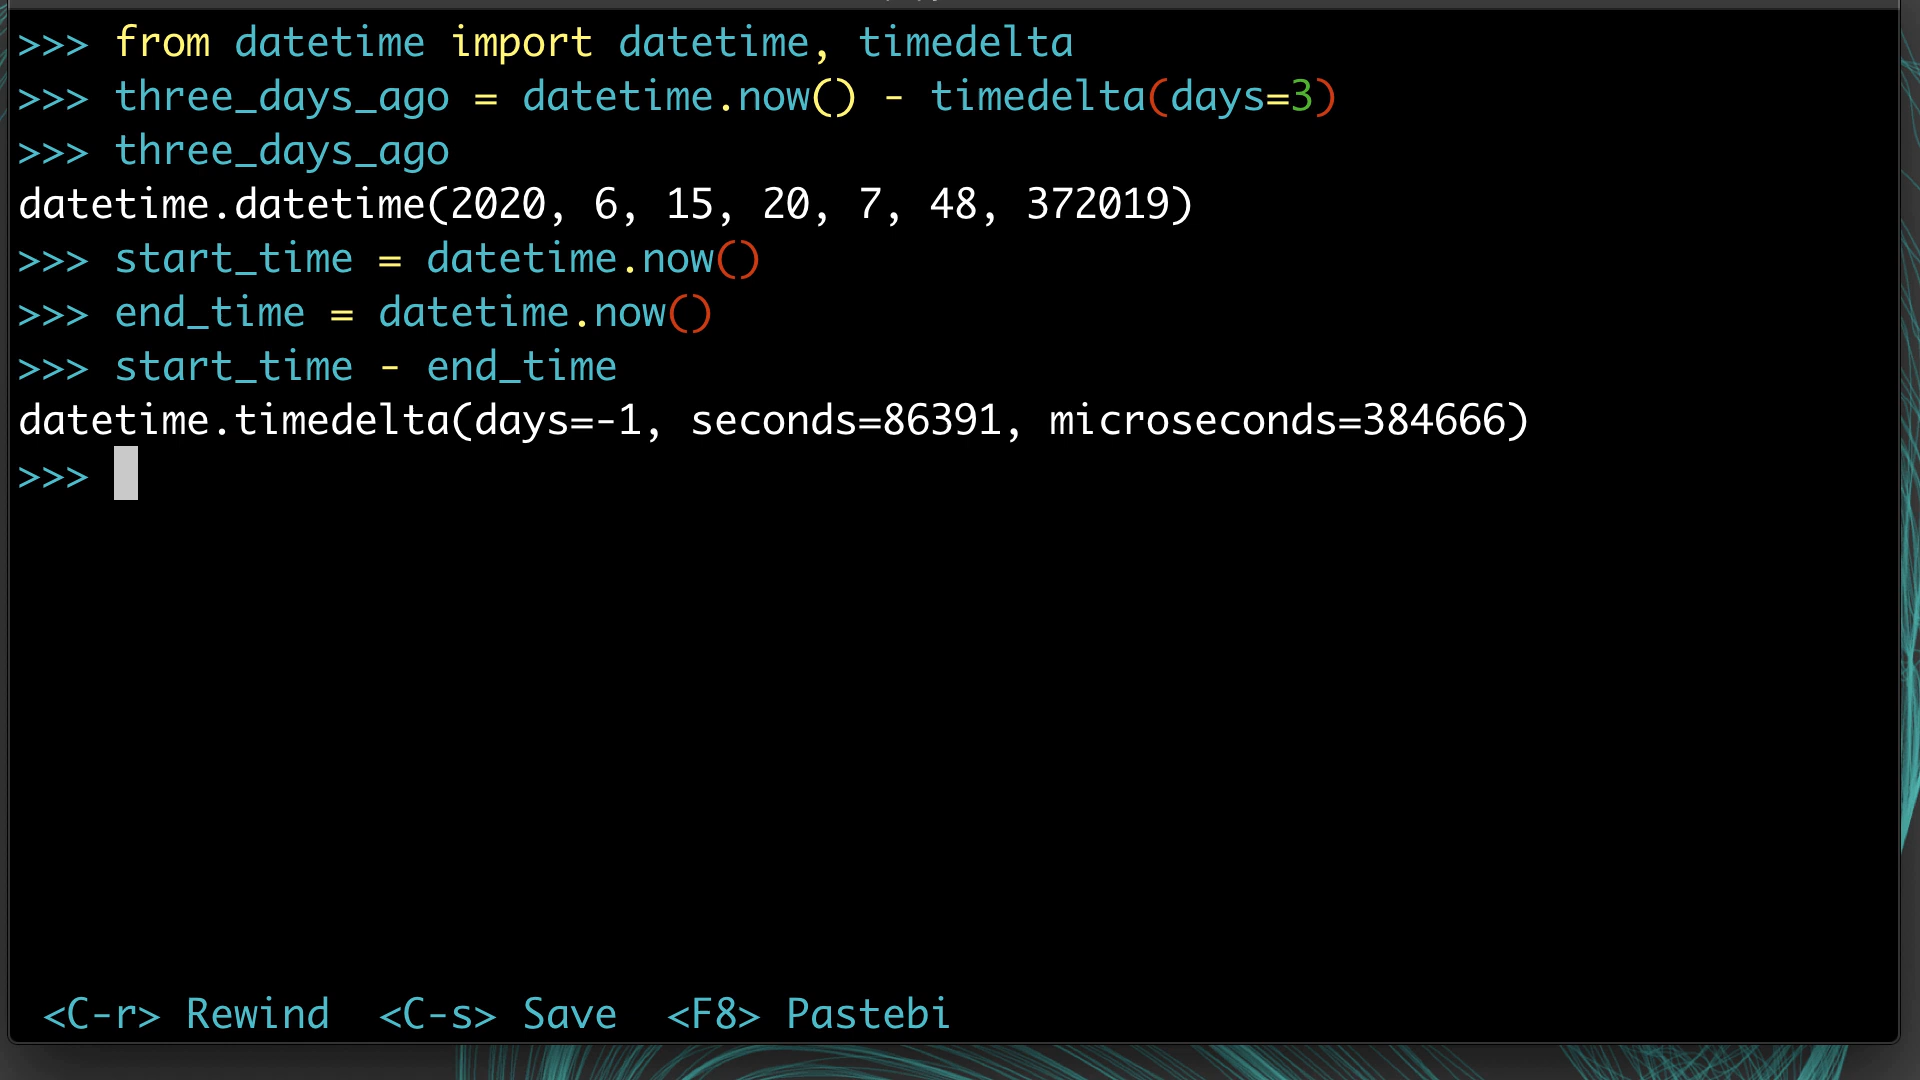 >>> from datetime import datetime, timedelta
>>> three_days_ago = datetime.now() - timedelta(days=3)
>>> three_days_ago
datetime.datetime(2020, 6, 15, 20, 7, 48, 372019)
>>> start_time = datetime.now()
>>> end_time = datetime.now()
>>> start_time - end_time
datetime.timedelta(days=-1, seconds=86391, microseconds=384666)
>>>
<C-r> Rewind  <C-s> Save  <F8> Pastebi